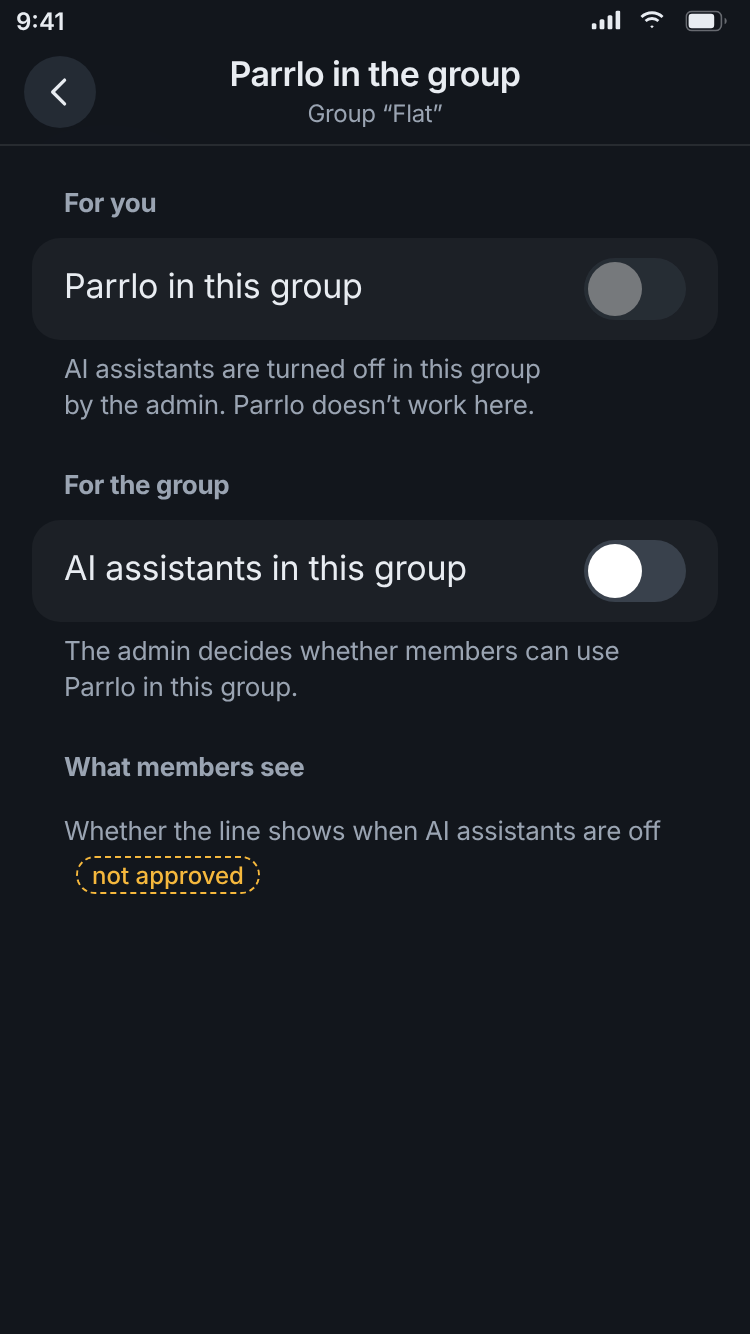 9:41
Parrlo in the group
Group “Flat”
For you
Parrlo in this group
AI assistants are turned off in this group
by the admin. Parrlo doesn’t work here.
For the group
AI assistants in this group
The admin decides whether members can use
Parrlo in this group.
What members see
Whether the line shows when AI assistants are off
not approved